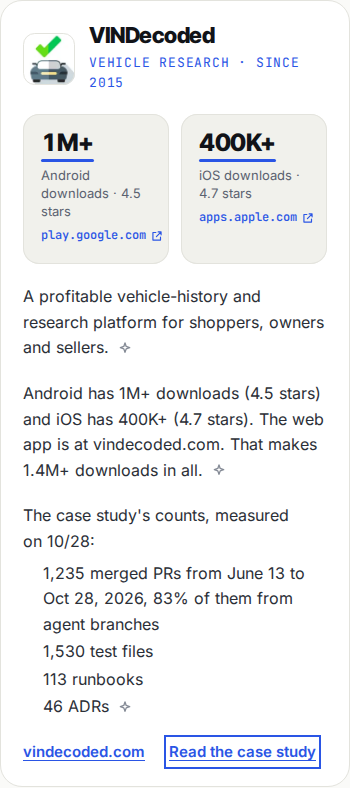 VINDecoded
VEHICLE RESEARCH · SINCE
2015
1M+
Android
downloads · 4.5
stars
play.google.com
400K+
iOS downloads ·
4.7 stars
apps.apple.com
A profitable vehicle-history and
research platform for shoppers, owners
and sellers.
Android has 1M+ downloads (4.5 stars)
and iOS has 400K+ (4.7 stars). The web
app is at vindecoded.com. That makes
1.4M+ downloads in all.
The case study's counts, measured
on 10/28:
1,235 merged PRs from June 13 to
Oct 28, 2026, 83% of them from
agent branches
1,530 test files
113 runbooks
46 ADRs
vindecoded.com Read the case study